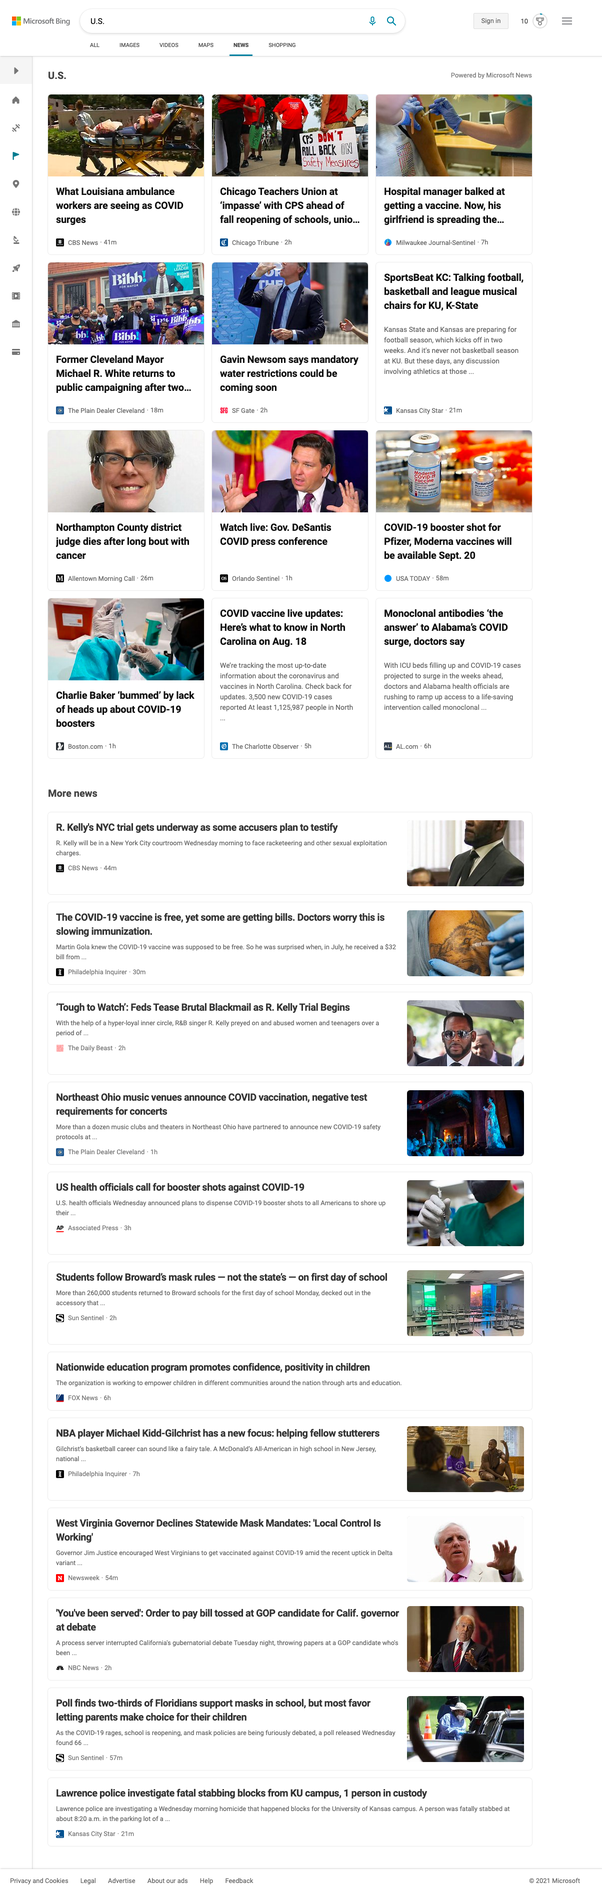 Microsoft Bing
U.S.
Sign in
10
ALL
IMAGES
VIDEOS
MAPS
NEWS
SHOPPING
U.S.
Powered by Microsoft News
What Louisiana ambulance
workers are seeing as COVID
surges
CBS News · 41m
CPS DON'T
ROLL BACK
Safety Measures
Chicago Teachers Union at
‘impasse’ with CPS ahead of
fall reopening of schools, unio...
Chicago Tribune · 2h
Hospital manager balked at
getting a vaccine. Now, his
girlfriend is spreading the...
Milwaukee Journal-Sentinel · 7h
Bibb!
Former Cleveland Mayor
Michael R. White returns to
public campaigning after two...
The Plain Dealer Cleveland · 18m
Gavin Newsom says mandatory
water restrictions could be
coming soon
SF Gate · 2h
SportsBeat KC: Talking football,
basketball and league musical
chairs for KU, K-State
Kansas State and Kansas are preparing for
football season, which kicks off in two
weeks. And it's never not basketball season
at KU. But these days, any discussion
involving athletics at those ...
Kansas City Star · 21m
Northampton County district
judge dies after long bout with
cancer
Allentown Morning Call · 26m
Watch live: Gov. DeSantis
COVID press conference
Orlando Sentinel · 1h
COVID-19 booster shot for
Pfizer, Moderna vaccines will
be available Sept. 20
USA TODAY · 58m
Charlie Baker ‘bummed’ by lack
of heads up about COVID-19
boosters
Boston.com · 1h
COVID vaccine live updates:
Here’s what to know in North
Carolina on Aug. 18
We're tracking the most up-to-date
information about the coronavirus and
vaccines in North Carolina. Check back for
updates. 3,500 new COVID-19 cases
reported At least 1,125,987 people in North
...
The Charlotte Observer · 5h
Monoclonal antibodies ‘the
answer’ to Alabama’s COVID
surge, doctors say
With ICU beds filling up and COVID-19 cases
projected to surge in the weeks ahead,
doctors and Alabama health officials are
rushing to ramp up access to a life-saving
intervention called monoclonal ...
AL.com · 6h
More news
R. Kelly's NYC trial gets underway as some accusers plan to testify
R. Kelly will be in a New York City courtroom Wednesday morning to face racketeering and other sexual exploitation
charges.
CBS News · 44m
The COVID-19 vaccine is free, yet some are getting bills. Doctors worry this is
slowing immunization.
Martin Gola knew the COVID-19 vaccine was supposed to be free. So he was surprised when, in July, he received a $32
bill from ...
Philadelphia Inquirer · 30m
‘Tough to Watch’: Feds Tease Brutal Blackmail as R. Kelly Trial Begins
With the help of a hyper-loyal inner circle, R&B singer R. Kelly preyed on and abused women and teenagers over a
period of ...
The Daily Beast · 2h
Northeast Ohio music venues announce COVID vaccination, negative test
requirements for concerts
More than a dozen music clubs and theaters in Northeast Ohio have partnered to announce new COVID-19 safety
protocols at ...
The Plain Dealer Cleveland · 1h
US health officials call for booster shots against COVID-19
U.S. health officials Wednesday announced plans to dispense COVID-19 booster shots to all Americans to shore up
their ...
AP
Associated Press · 3h
Students follow Broward’s mask rules — not the state’s — on first day of school
More than 260,000 students returned to Broward schools for the first day of school Monday, decked out in the
accessory that ...
Sun Sentinel · 2h
Nationwide education program promotes confidence, positivity in children
The organization is working to empower children in different communities around the nation through arts and education.
FOX News · 6h
NBA player Michael Kidd-Gilchrist has a new focus: helping fellow stutterers
Gilchrist's basketball career can sound like a fairy tale. A McDonald's All-American in high school in New Jersey,
national ...
Philadelphia Inquirer · 7h
West Virginia Governor Declines Statewide Mask Mandates: 'Local Control Is
Working'
Governor Jim Justice encouraged West Virginians to get vaccinated against COVID-19 amid the recent uptick in Delta
variant ...
Newsweek · 54m
'You've been served': Order to pay bill tossed at GOP candidate for Calif. governor
at debate
A process server interrupted California's gubernatorial debate Tuesday night, throwing papers at a GOP candidate who's
been ...
NBC News · 2h
Poll finds two-thirds of Floridians support masks in school, but most favor
letting parents make choice for their children
As the COVID-19 rages, school is reopening, and mask policies are being furiously debated, a poll released Wednesday
found 66 ...
Sun Sentinel · 57m
Lawrence police investigate fatal stabbing blocks from KU campus, 1 person in custody
Lawrence police are investigating a Wednesday morning homicide that happened blocks for the University of Kansas campus. A person was fatally stabbed at
about 8:20 a.m. in the parking lot of a ...
Kansas City Star · 21m
Privacy and Cookies
Legal
Advertise
About our ads
Help
Feedback
© 2021 Microsoft